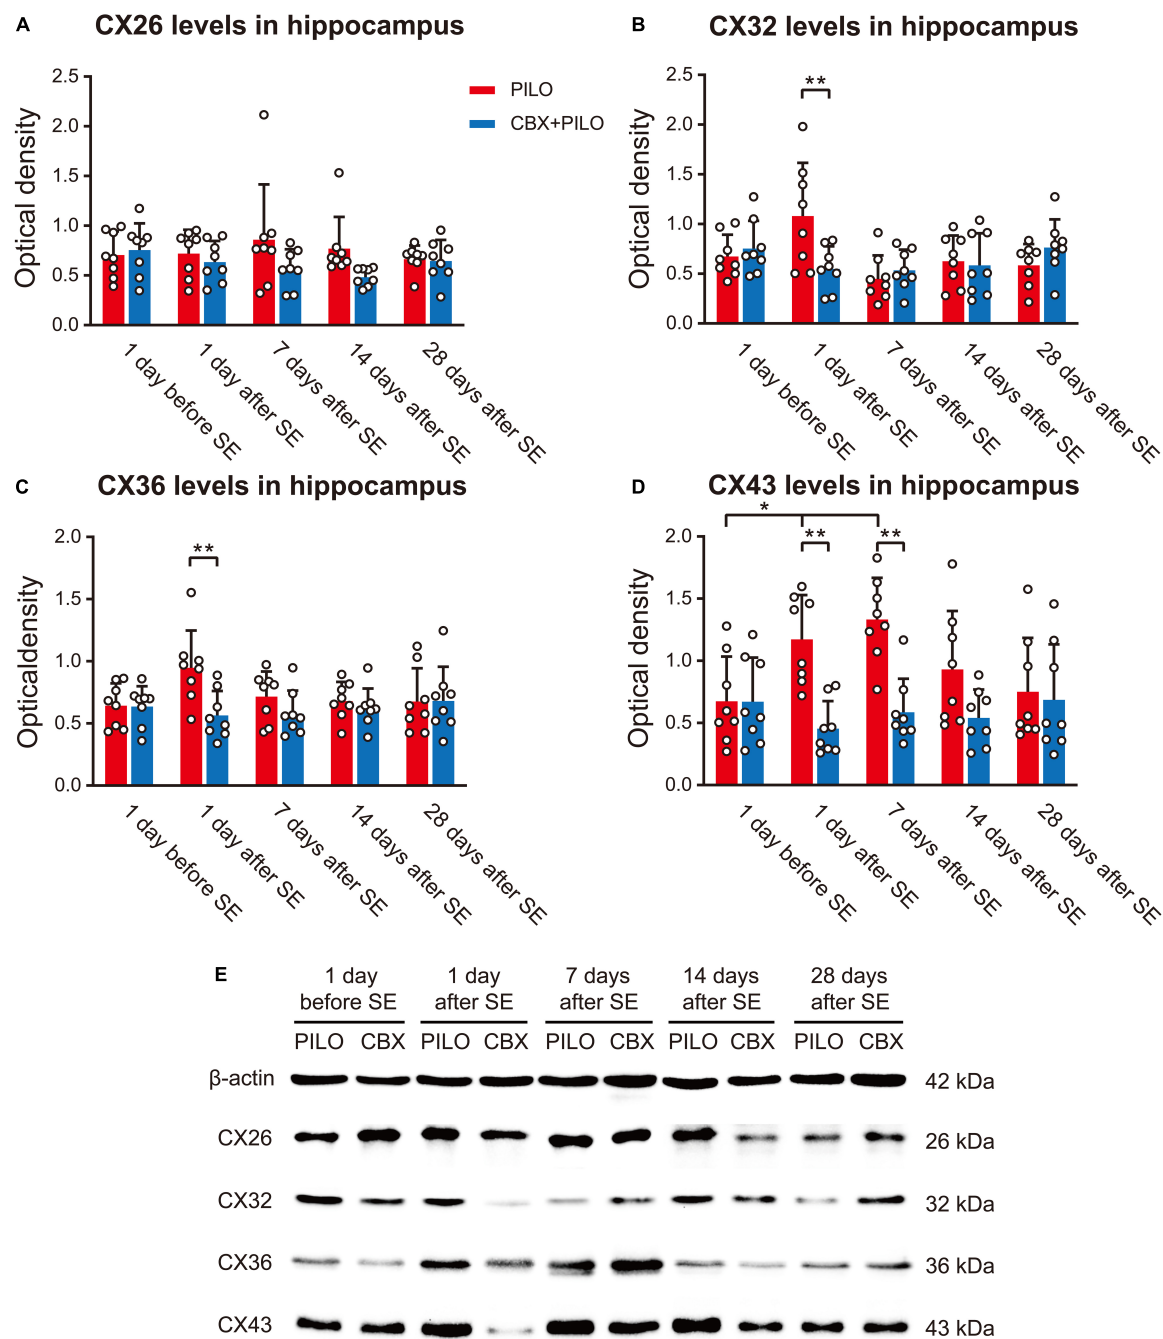 A CX26 levels in hippocampus
Optical density
2.5
2.0
1.5
1.0
0.5
0.0
PILO
CBX+PILO
1 day before SE
1 day after SE
7 days after SE
14 days after SE
28 days after SE
B CX32 levels in hippocampus
Optical density
2.5
2.0
1.5
1.0
0.5
0.0
**
1 day before SE
1 day after SE
7 days after SE
14 days after SE
28 days after SE
C CX36 levels in hippocampus
Opticaldensity
2.0
1.5
1.0
0.5
0.0
**
1 day before SE
1 day after SE
7 days after SE
14 days after SE
28 days after SE
D CX43 levels in hippocampus
Optical density
2.0
1.5
1.0
0.5
0.0
*
** **
1 day before SE
1 day after SE
7 days after SE
14 days after SE
28 days after SE
E
1 day before SE
1 day after SE
7 days after SE
14 days after SE
28 days after SE
PILO CBX PILO CBX PILO CBX PILO CBX PILO CBX
β-actin 42 kDa
CX26 26 kDa
CX32 32 kDa
CX36 36 kDa
CX43 43 kDa